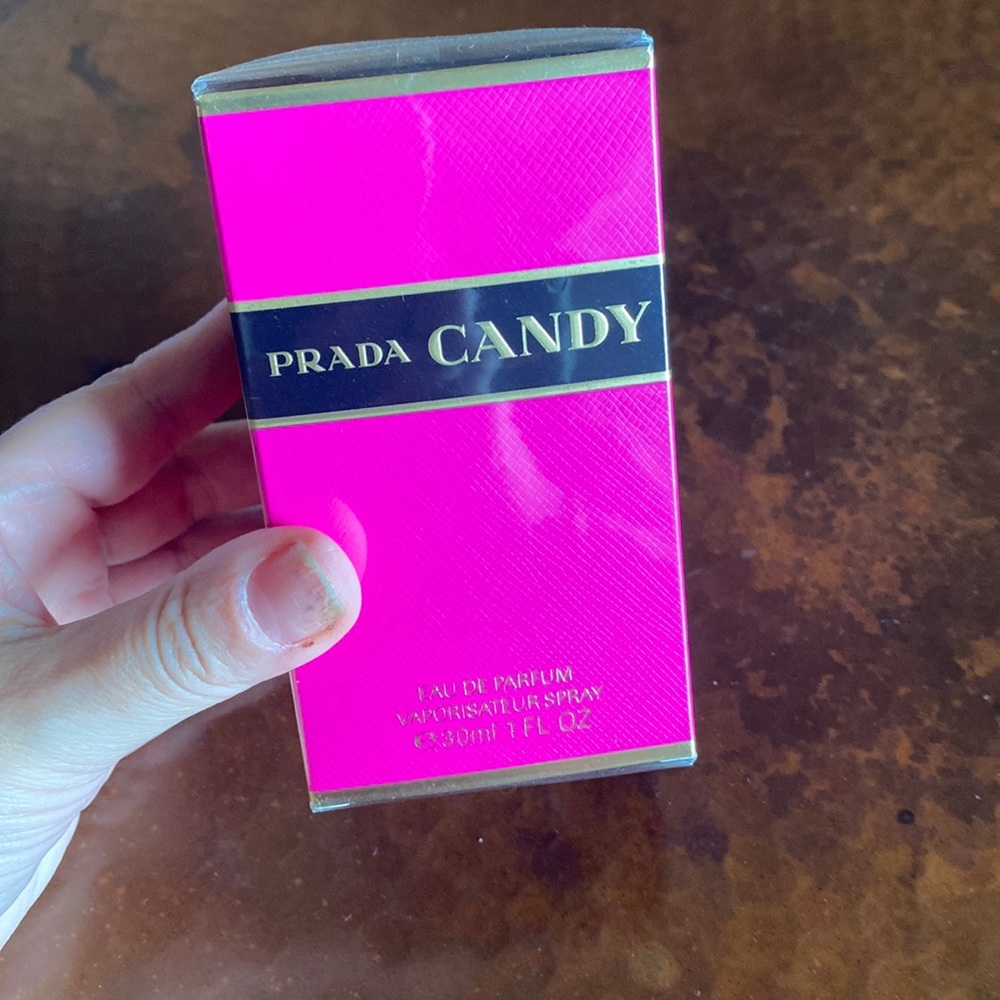 PRADA CANDY
EAU DE PARFUM
VAPORISATEUR SPRAY
℮30ml 1 FL OZ